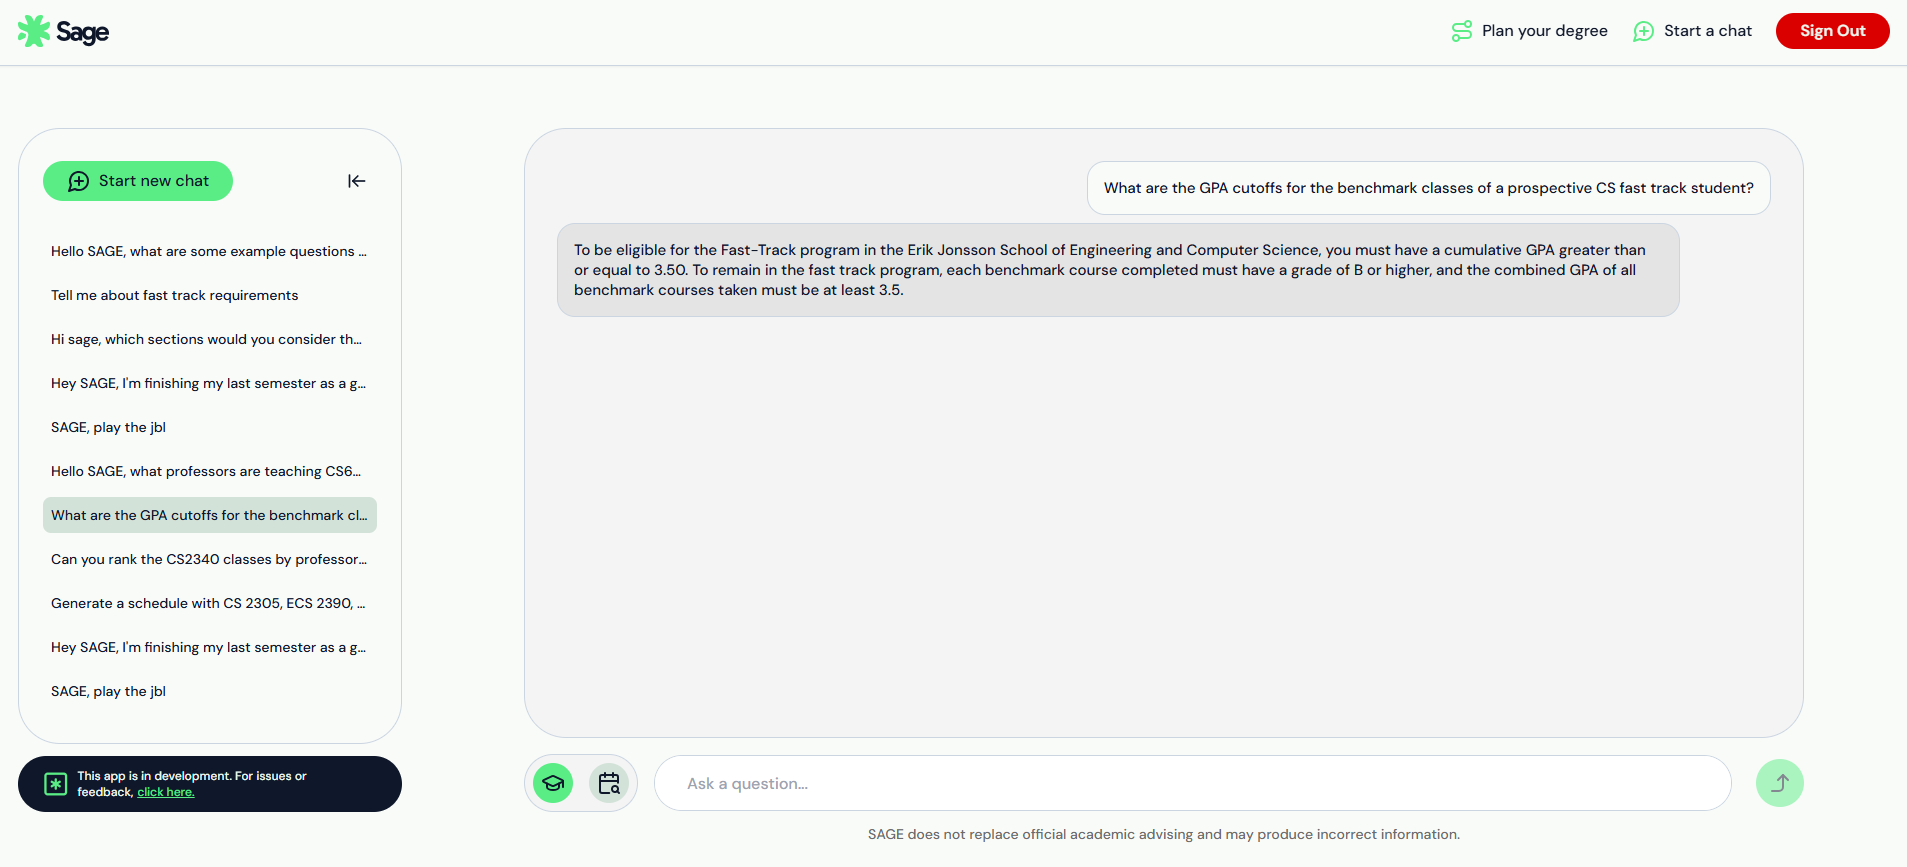 Sage
Plan your degree
Start a chat
Sign Out
Start new chat
Hello SAGE, what are some example questions ...
Tell me about fast track requirements
Hi sage, which sections would you consider th...
Hey SAGE, I'm finishing my last semester as a g...
SAGE, play the jbl
Hello SAGE, what professors are teaching CS6...
What are the GPA cutoffs for the benchmark cl...
Can you rank the CS2340 classes by professor...
Generate a schedule with CS 2305, ECS 2390, ...
Hey SAGE, I'm finishing my last semester as a g...
SAGE, play the jbl
This app is in development. For issues or
feedback, click here.
What are the GPA cutoffs for the benchmark classes of a prospective CS fast track student?
To be eligible for the Fast-Track program in the Erik Jonsson School of Engineering and Computer Science, you must have a cumulative GPA greater than
or equal to 3.50. To remain in the fast track program, each benchmark course completed must have a grade of B or higher, and the combined GPA of all
benchmark courses taken must be at least 3.5.
Ask a question...
SAGE does not replace official academic advising and may produce incorrect information.